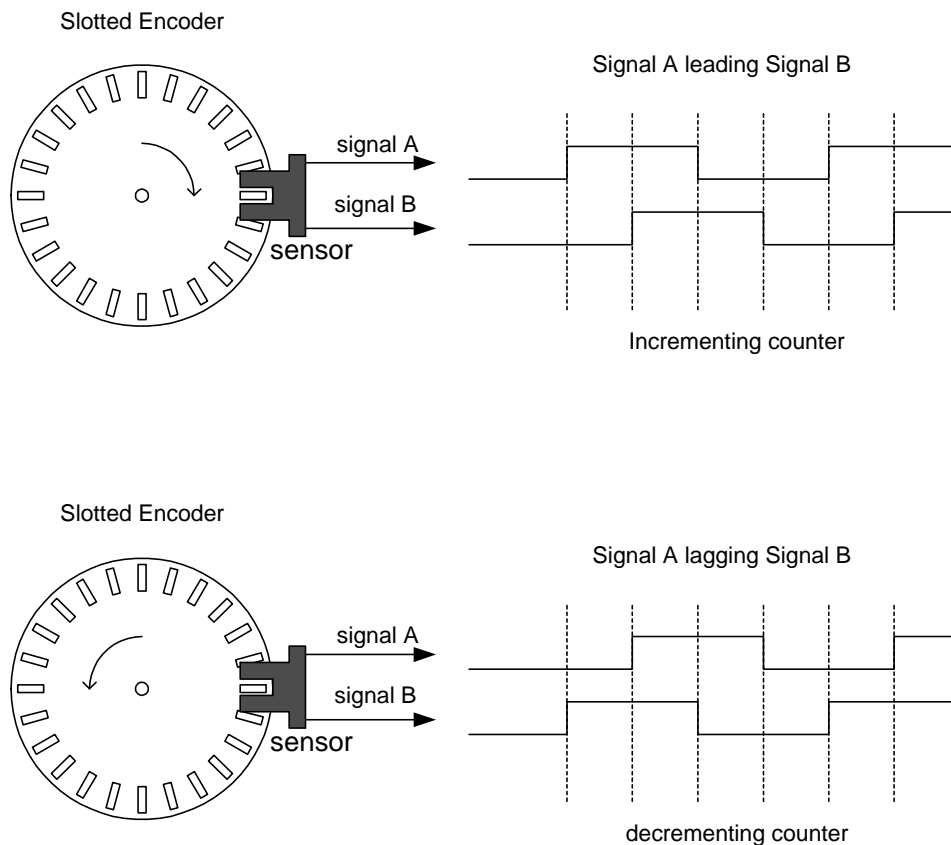 Slotted Encoder
Signal A leading Signal B
signal A
signal B
sensor
Incrementing counter
Slotted Encoder
Signal A lagging Signal B
signal A
signal B
sensor
decrementing counter